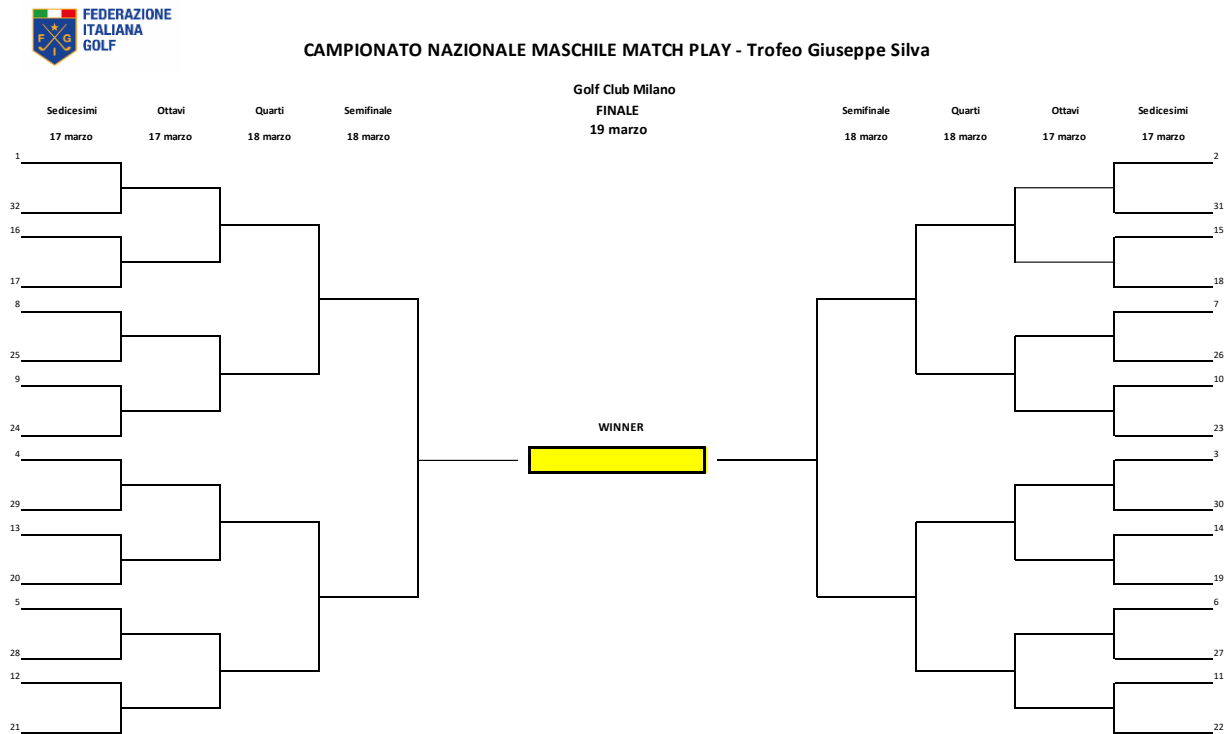 FEDERAZIONE
ITALIANA
GOLF
F G
I
CAMPIONATO NAZIONALE MASCHILE MATCH PLAY - Trofeo Giuseppe Silva
Golf Club Milano
Sedicesimi Ottavi Quarti Semifinale FINALE Semifinale Quarti Ottavi Sedicesimi
17 marzo 17 marzo 18 marzo 18 marzo 19 marzo 18 marzo 18 marzo 17 marzo 17 marzo
1 2
32 31
16 15
17 18
8 7
25 26
9 10
24 23
WINNER
4 3
29 30
13 14
20 19
5 6
28 27
12 11
21 22